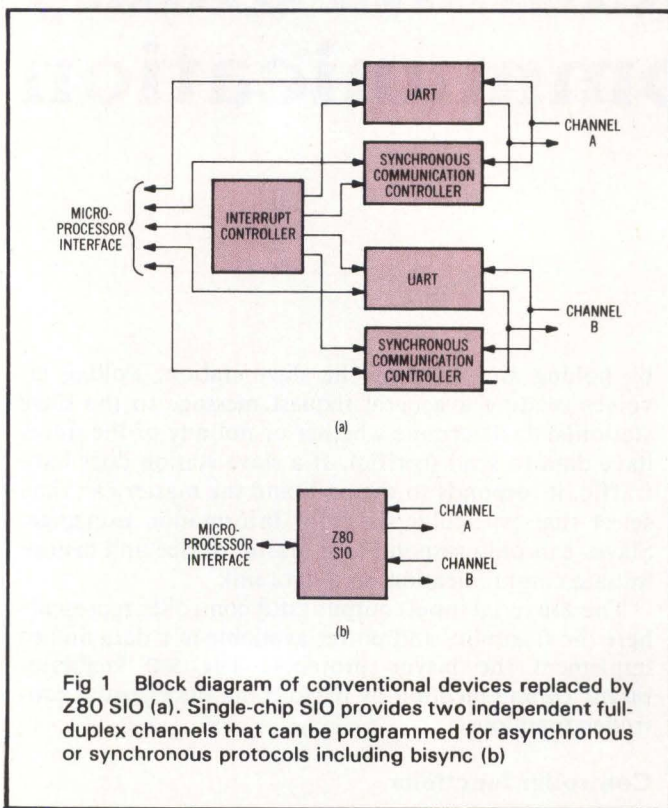 UART
CHANNEL
A
SYNCHRONOUS
COMMUNICATION
CONTROLLER
MICRO-
PROCESSOR
INTERFACE
INTERRUPT
CONTROLLER
UART
CHANNEL
B
SYNCHRONOUS
COMMUNICATION
CONTROLLER
(a)
MICRO-
PROCESSOR
INTERFACE
Z80
SIO
CHANNEL
A
CHANNEL
B
(b)
Fig 1 Block diagram of conventional devices replaced by
Z80 SIO (a). Single-chip SIO provides two independent full-
duplex channels that can be programmed for asynchronous
or synchronous protocols including bisync (b)